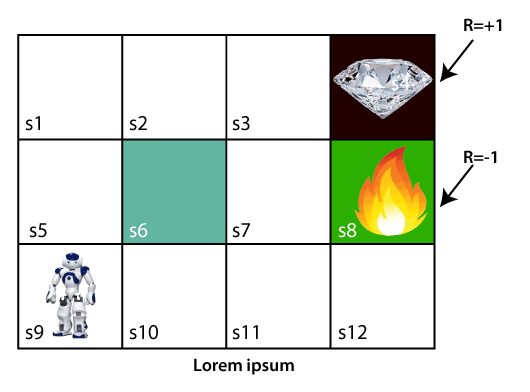 R=+1
s1
s2
s3
R=-1
s5
s6
s7
s8
s9
s10
s11
s12
Lorem ipsum